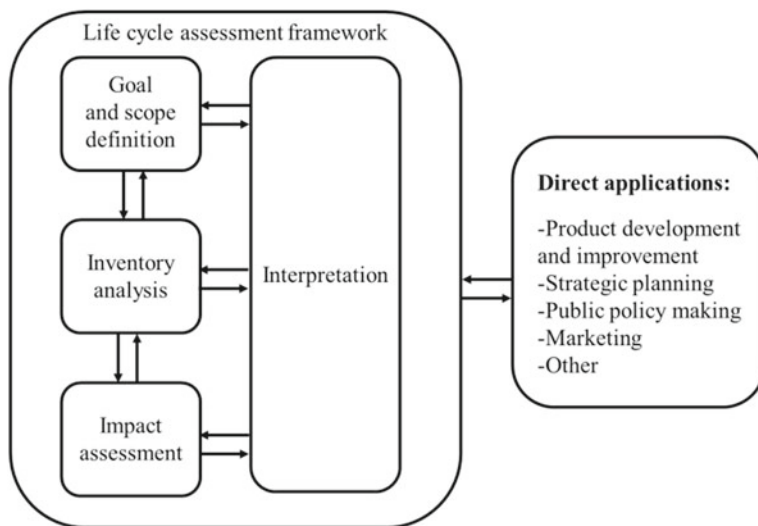 Life cycle assessment framework
Goal
and scope
definition
Inventory
analysis
Impact
assessment
Interpretation
Direct applications:
-Product development
and improvement
-Strategic planning
-Public policy making
-Marketing
-Other